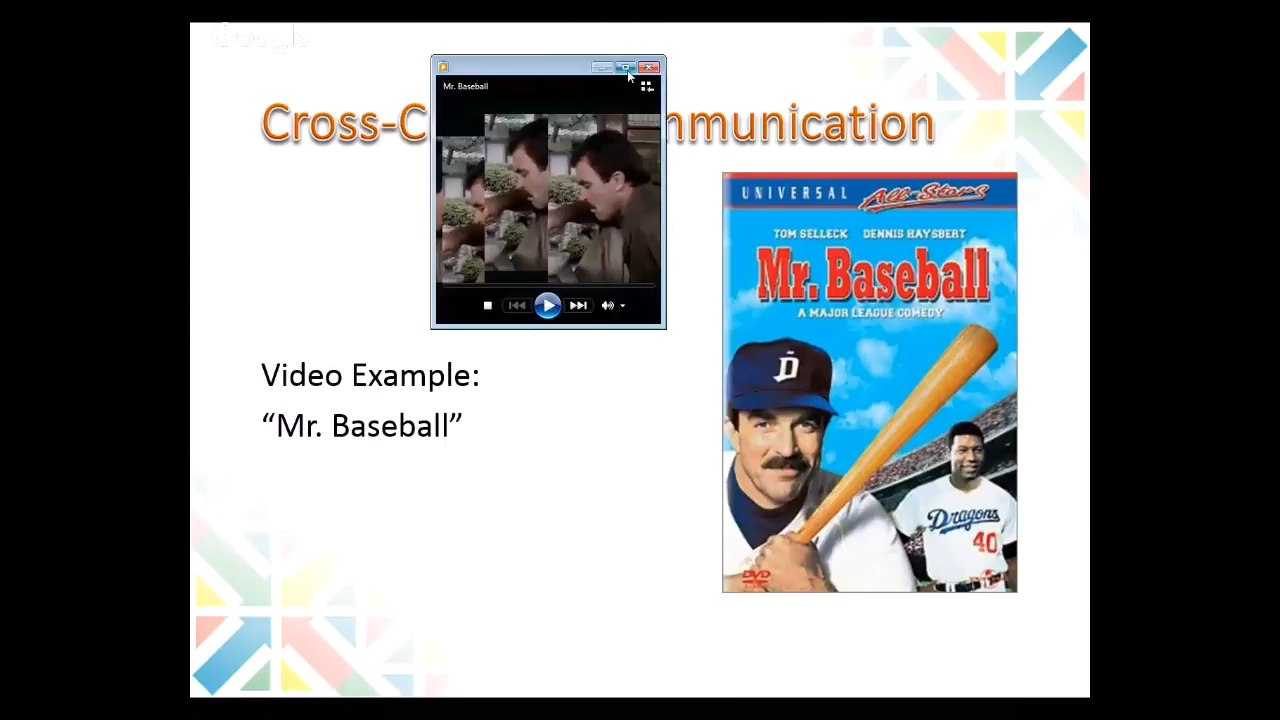 Google
Mr. Baseball
Cross-C
mmunication
UNIVERSAL All-Stars
TOM SELLECK DENNIS HAYSBERT
Mr. Baseball
A MAJOR LEAGUE COMEDY
D
Dragons
40
DVD
Video Example:
“Mr. Baseball”